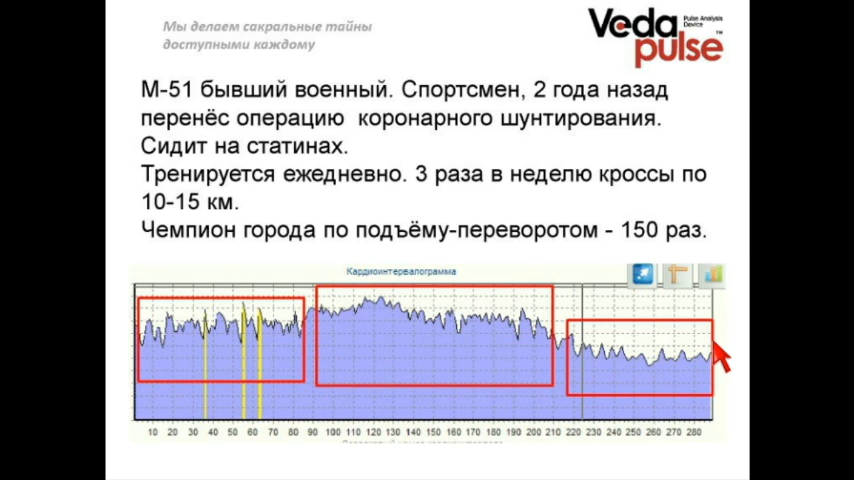 Мы делаем сакральные тайны
доступными каждому
Veda Pulse Analysis Device
pulse ™
М-51 бывший военный. Спортсмен, 2 года назад
перенёс операцию коронарного шунтирования.
Сидит на статинах.
Тренируется ежедневно. 3 раза в неделю кроссы по
10-15 км.
Чемпион города по подъёму-переворотом - 150 раз.
Кардиоинтервалограмма
10 20 30 40 50 60 70 80 90 100 110 120 130 140 150 160 170 180 190 200 210 220 230 240 250 260 270 280